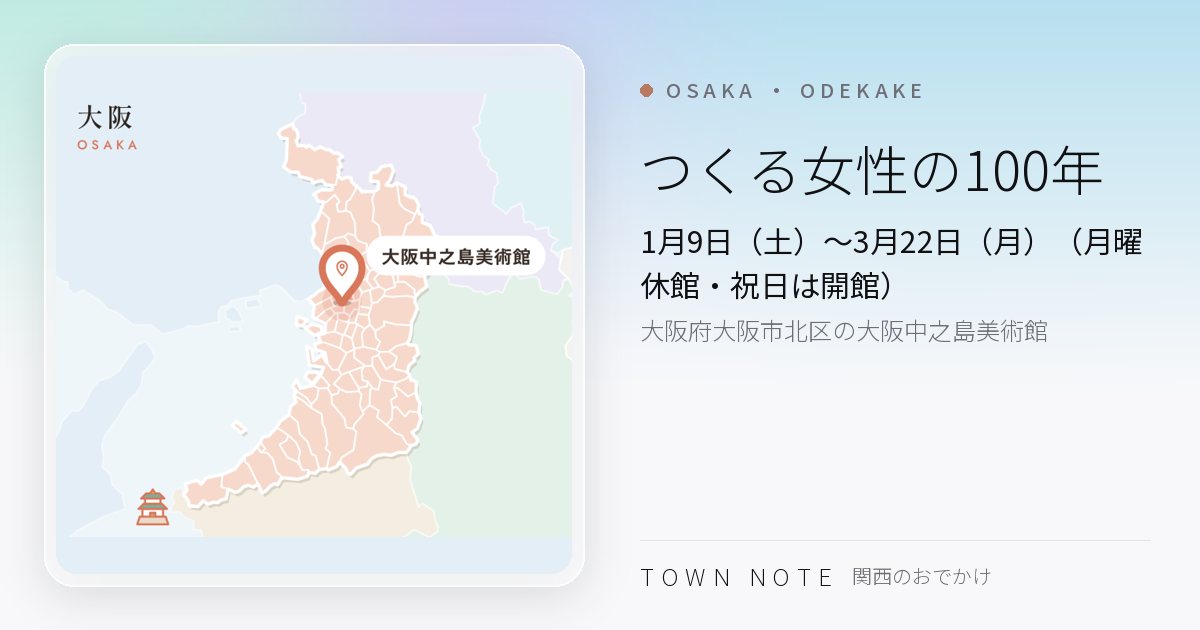 大阪
OSAKA
大阪中之島美術館
OSAKA • ODEKAKE
つくる女性の100年
1月9日（土）〜3月22日（月）（月曜
休館・祝日は開館）
大阪府大阪市北区の大阪中之島美術館
TOWN NOTE 関西のおでかけ